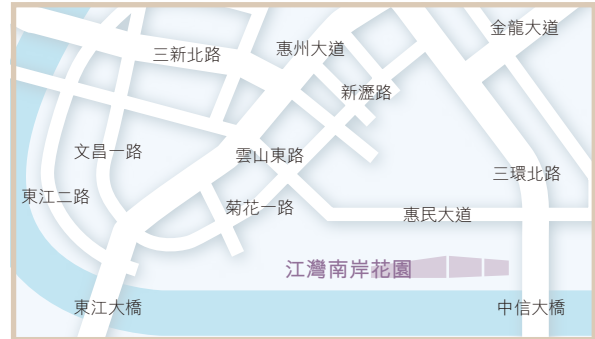 金龍大道
惠州大道
三新北路
新瀝路
文昌一路
雲山東路
三環北路
東江二路
菊花一路
惠民大道
江灣南岸花園
東江大橋
中信大橋